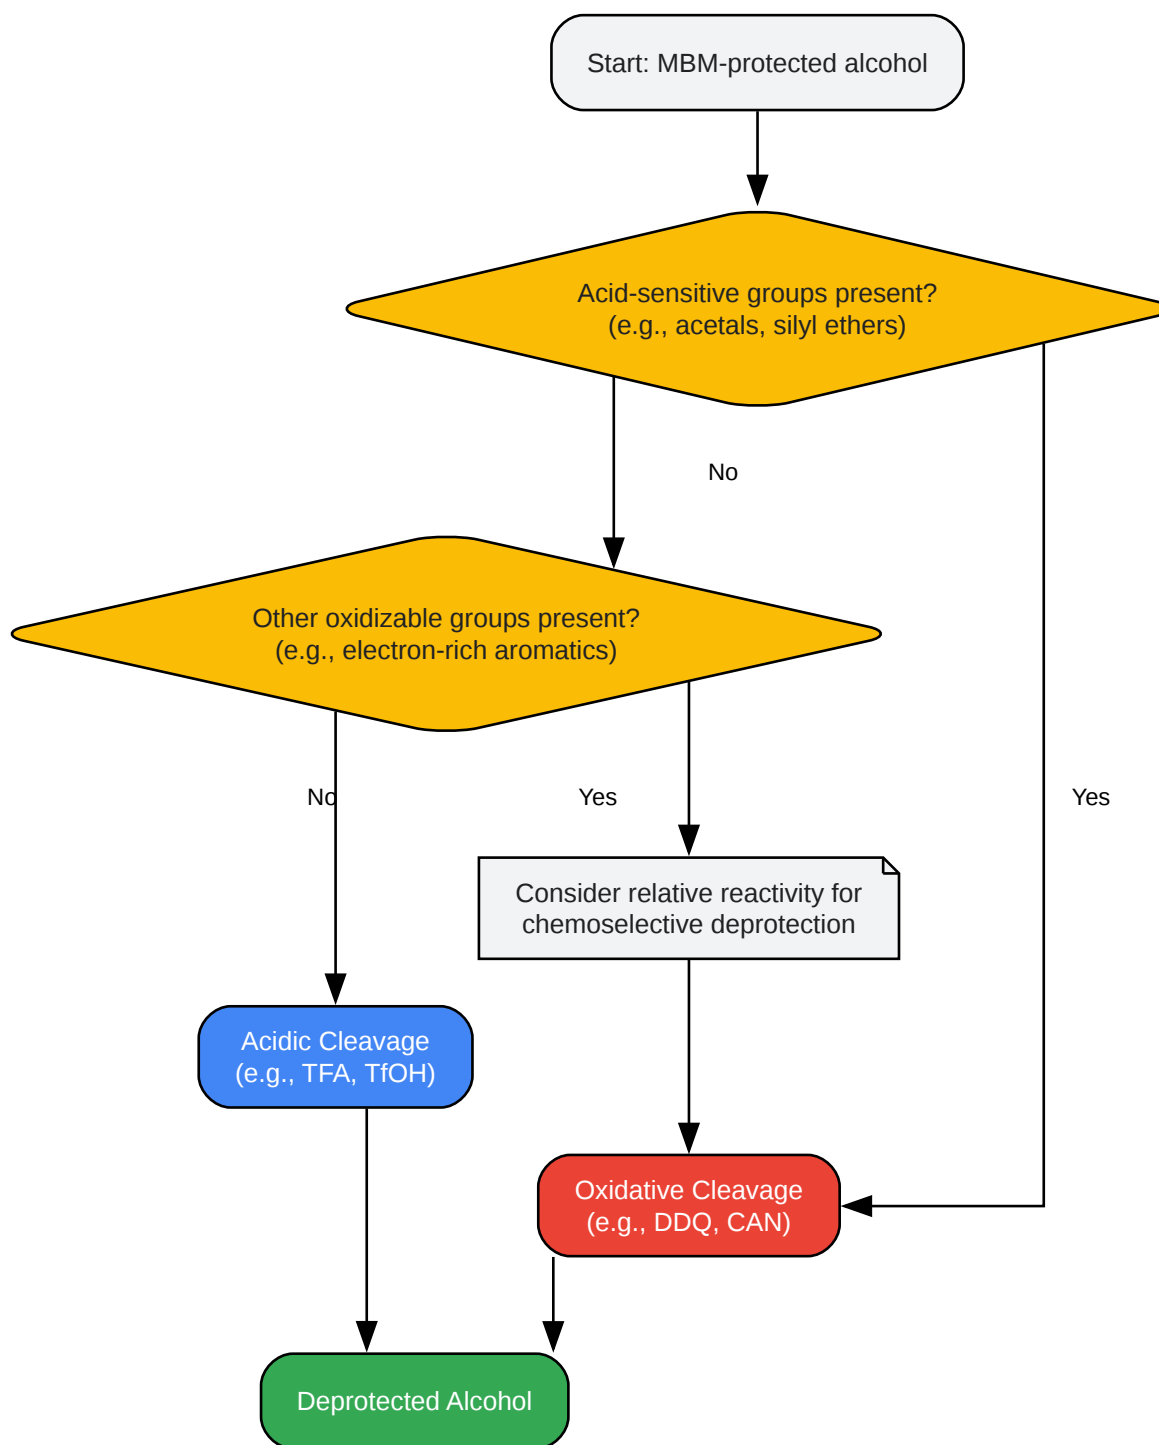 Start: MBM-protected alcohol
Acid-sensitive groups present?
(e.g., acetals, silyl ethers)
No
Other oxidizable groups present?
(e.g., electron-rich aromatics)
No
Yes
Yes
Consider relative reactivity for
chemoselective deprotection
Acidic Cleavage
(e.g., TFA, TfOH)
Oxidative Cleavage
(e.g., DDQ, CAN)
Deprotected Alcohol